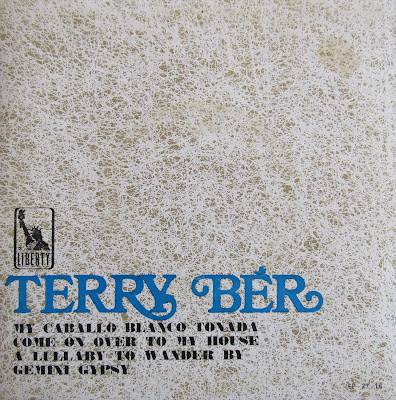 LIBERTY
TERRY BÉR
MY CABALLO BLANCO TONADA
COME ON OVER TO MY HOUSE
A LULLABY TO WANDER BY
GEMINI GYPSY